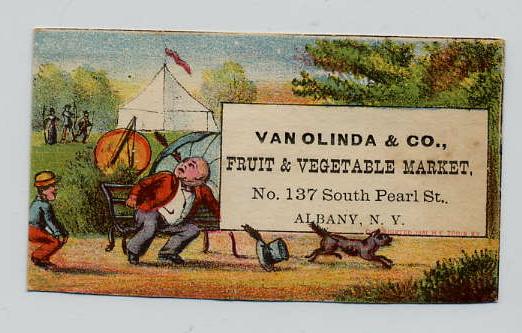 VAN OLINDA & CO.,
FRUIT & VEGETABLE MARKET,
No. 137 South Pearl St.,
ALBANY, N. Y.